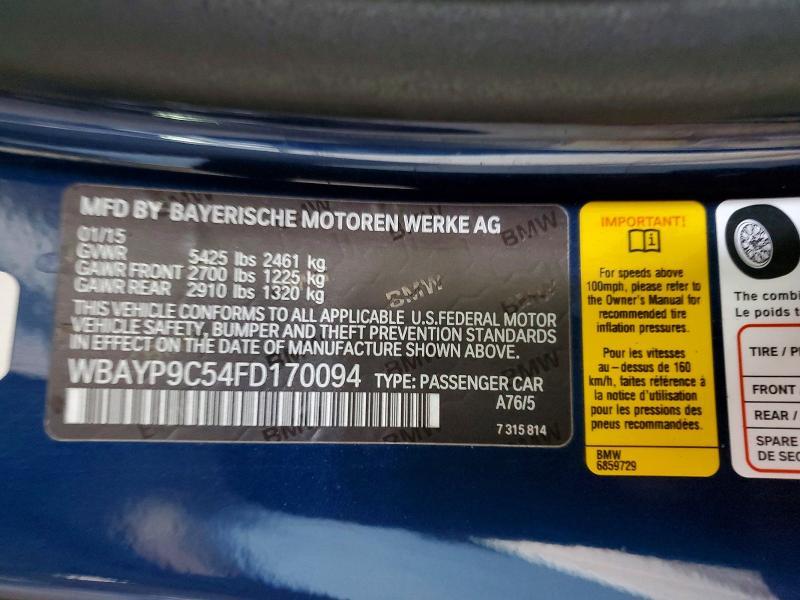 MFD BY BAYERISCHE MOTOREN WERKE AG
01/15
GVWR 5425 lbs 2461 kg
GAWR FRONT 2700 lbs 1225 kg
GAWR REAR 2910 lbs 1320 kg
THIS VEHICLE CONFORMS TO ALL APPLICABLE U.S.FEDERAL MOTOR
VEHICLE SAFETY, BUMPER AND THEFT PREVENTION STANDARDS
IN EFFECT ON THE DATE OF MANUFACTURE SHOWN ABOVE.
WBAYP9C54FD170094 TYPE: PASSENGER CAR
A76/5
7 315 814
BMW
BMW
BMW
BMW
IMPORTANT!
For speeds above
100mph, please refer to
the Owner's Manual for
recommended tire
inflation pressures.
Pour les vitesses
au-dessus de 160
km/h, faites référence à
la notice d'utilisation
pour les pressions des
pneus recommandées.
BMW
6859729
The combi
Le poids t
TIRE / P
FRONT
REAR /
SPARE
DE SEC